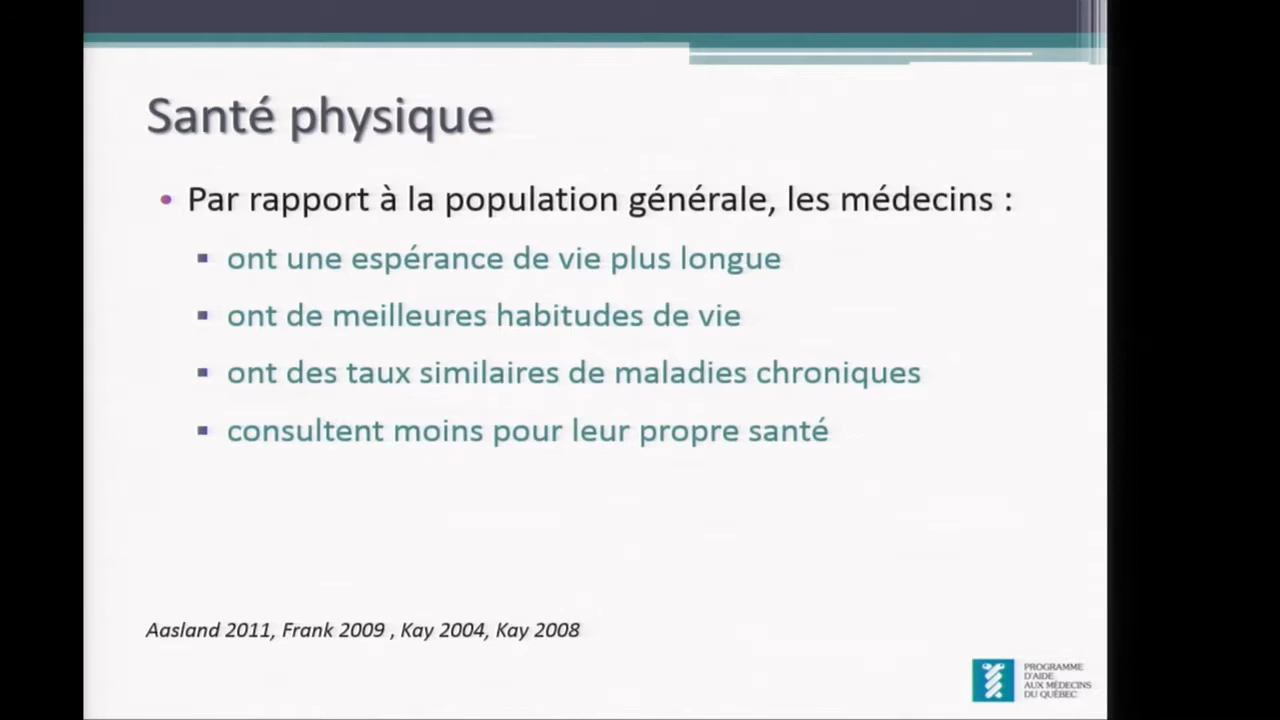 Santé physique
• Par rapport à la population générale, les médecins :
▪ ont une espérance de vie plus longue
▪ ont de meilleures habitudes de vie
▪ ont des taux similaires de maladies chroniques
▪ consultent moins pour leur propre santé
Aasland 2011, Frank 2009 , Kay 2004, Kay 2008
PROGRAMME
D'AIDE
AUX MÉDECINS
DU QUÉBEC